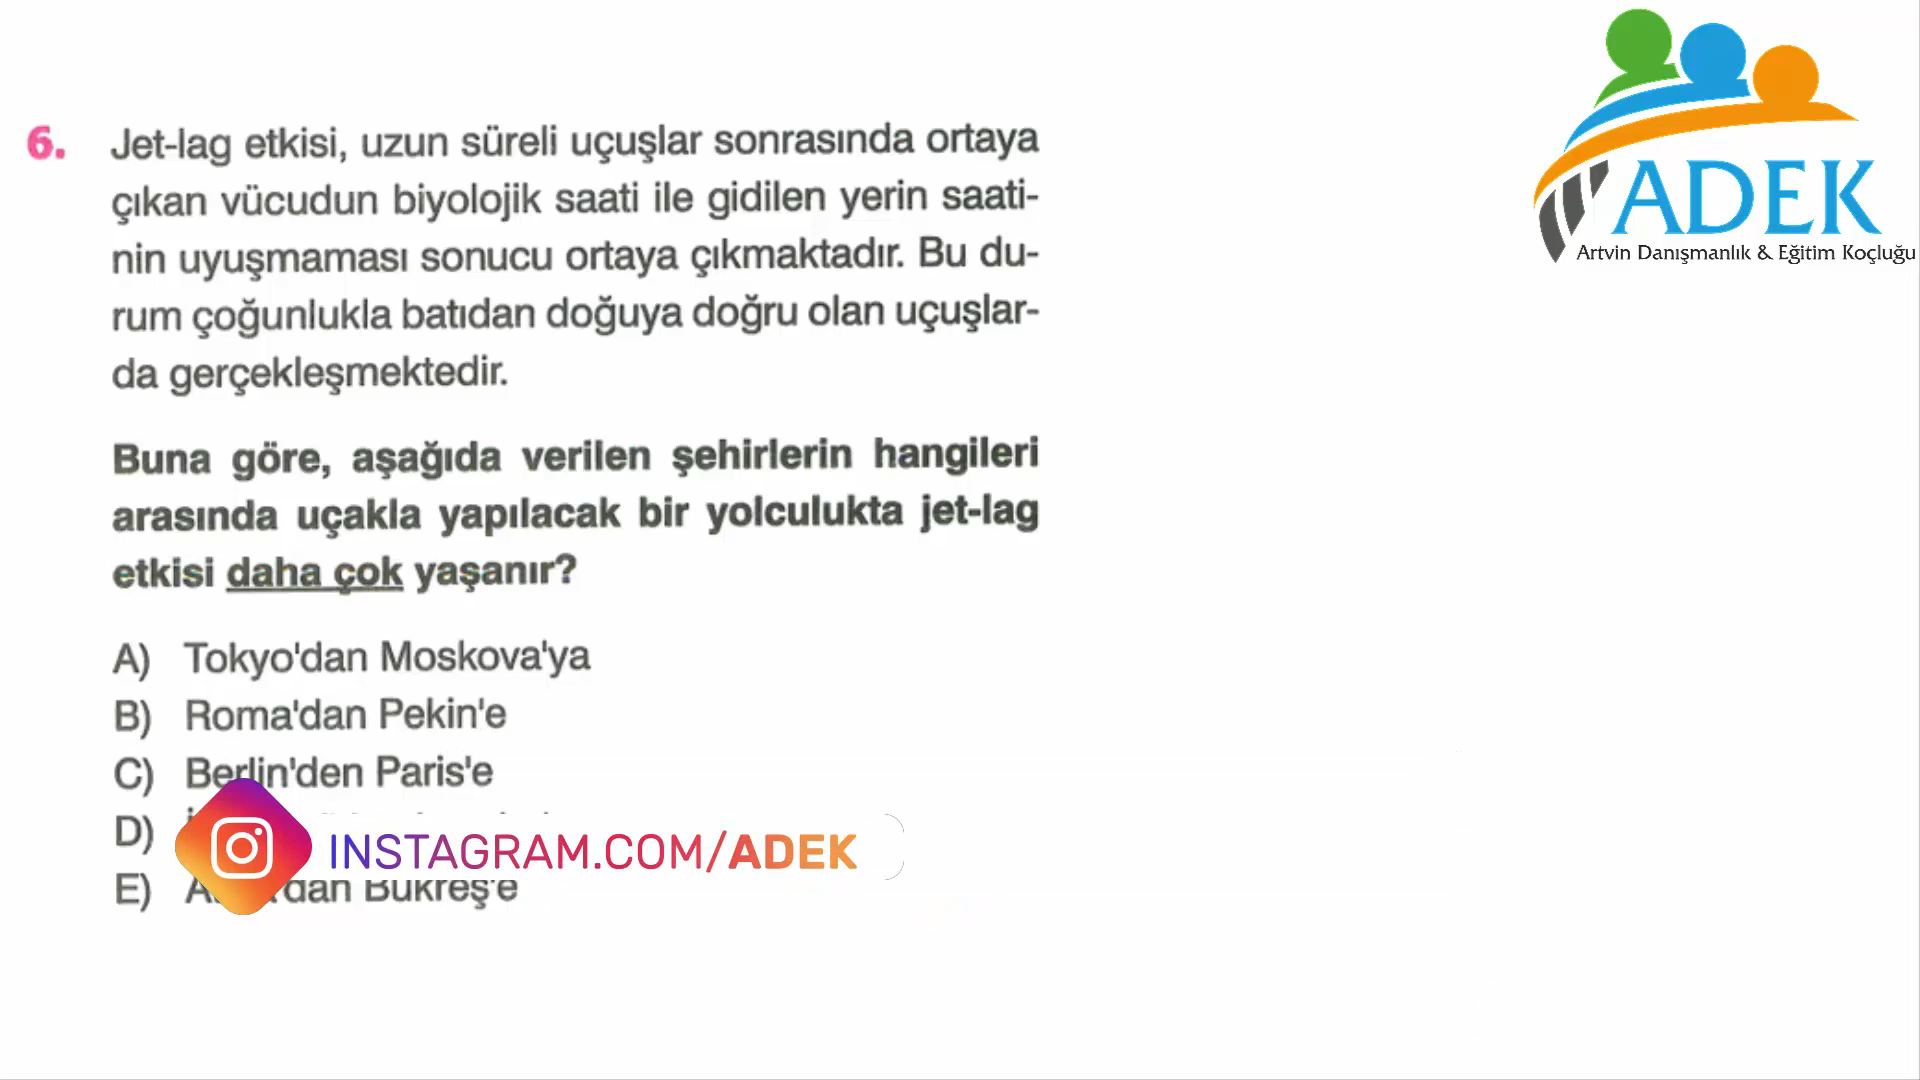 6. Jet-lag etkisi, uzun süreli uçuşlar sonrasında ortaya
çıkan vücudun biyolojik saati ile gidilen yerin saati-
nin uyuşmaması sonucu ortaya çıkmaktadır. Bu du-
rum çoğunlukla batıdan doğuya doğru olan uçuşlar-
da gerçekleşmektedir.
Buna göre, aşağıda verilen şehirlerin hangileri
arasında uçakla yapılacak bir yolculukta jet-lag
etkisi daha çok yaşanır?
A) Tokyo'dan Moskova'ya
B) Roma'dan Pekin'e
C) Berlin'den Paris'e
D)
E) Bükreş'e
INSTAGRAM.COM/ADEK
ADEK
Artvin Danışmanlık & Eğitim Koçluğu